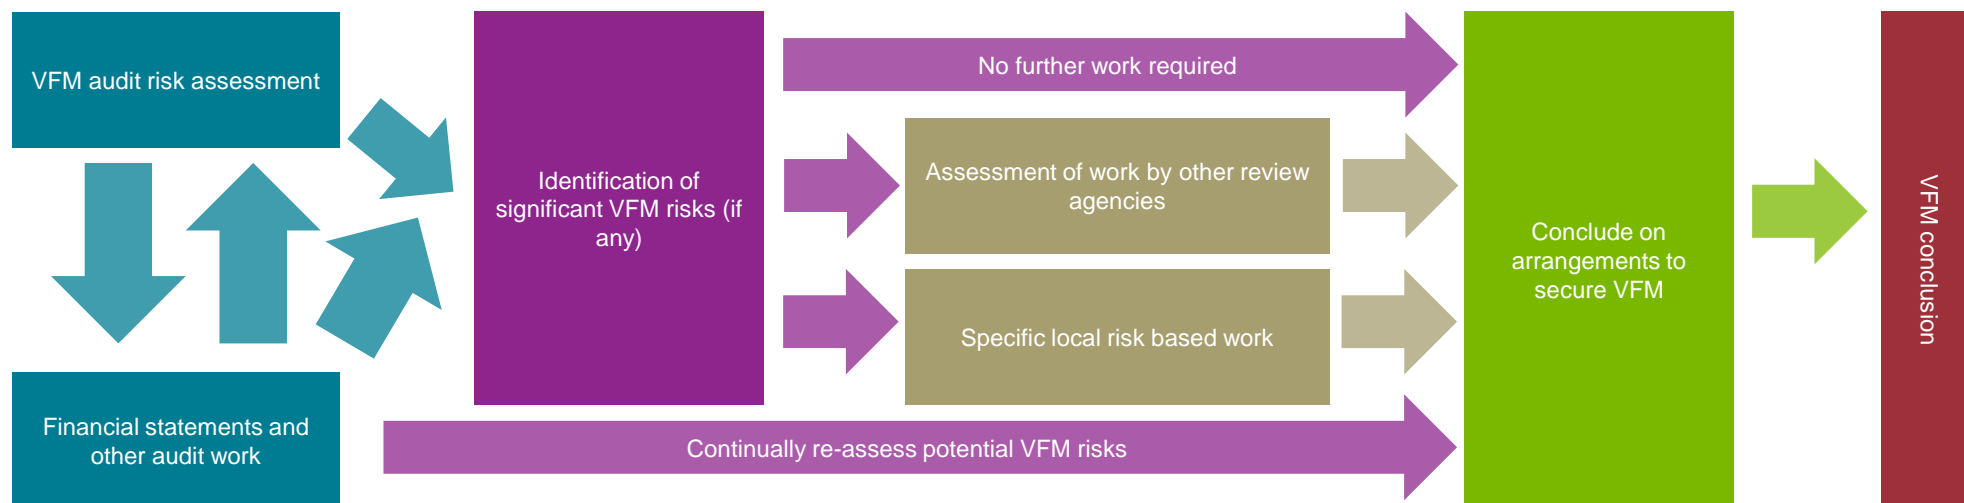 VFM audit risk assessment
Financial statements and
other audit work
Identification of
significant VFM risks (if
any)
No further work required
Assessment of work by other review
agencies
Specific local risk based work
Continually re-assess potential VFM risks
Conclude on
arrangements to
secure VFM
VFM conclusion